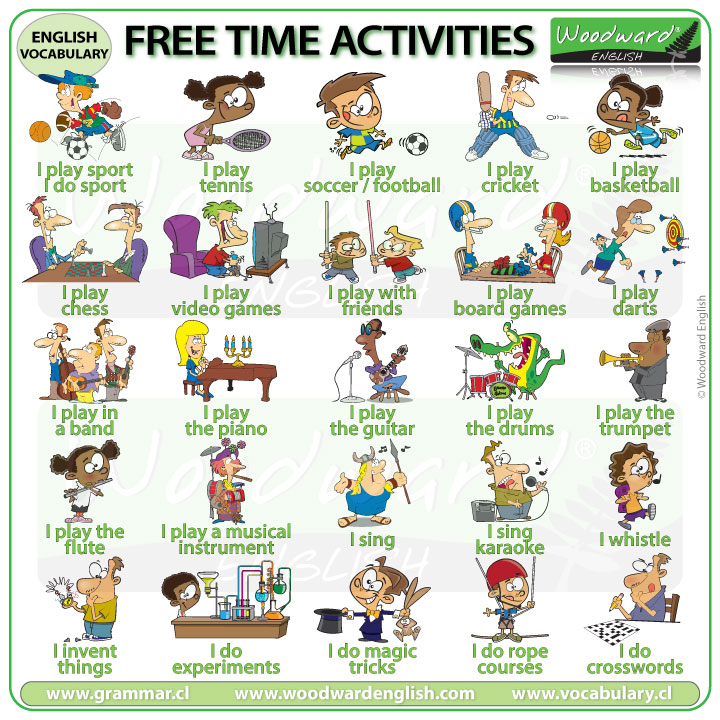 ENGLISH
VOCABULARY
FREE TIME ACTIVITIES
Woodward®
ENGLISH
I play sport
I do sport
I play
tennis
I play
soccer / football
I play
cricket
I play
basketball
I play
chess
I play
video games
I play with
friends
I play
board games
I play
darts
I play in
a band
I play
the piano
I play
the guitar
I play
the drums
I play the
trumpet
I play the
flute
I play a musical
instrument
I sing
I sing
karaoke
I whistle
I invent
things
I do
experiments
I do magic
tricks
I do rope
courses
I do
crosswords
© Woodward English
Woodward®
ENGLISH
Woodward®
ENGLISH
www.grammar.cl
www.woodwardenglish.com
www.vocabulary.cl